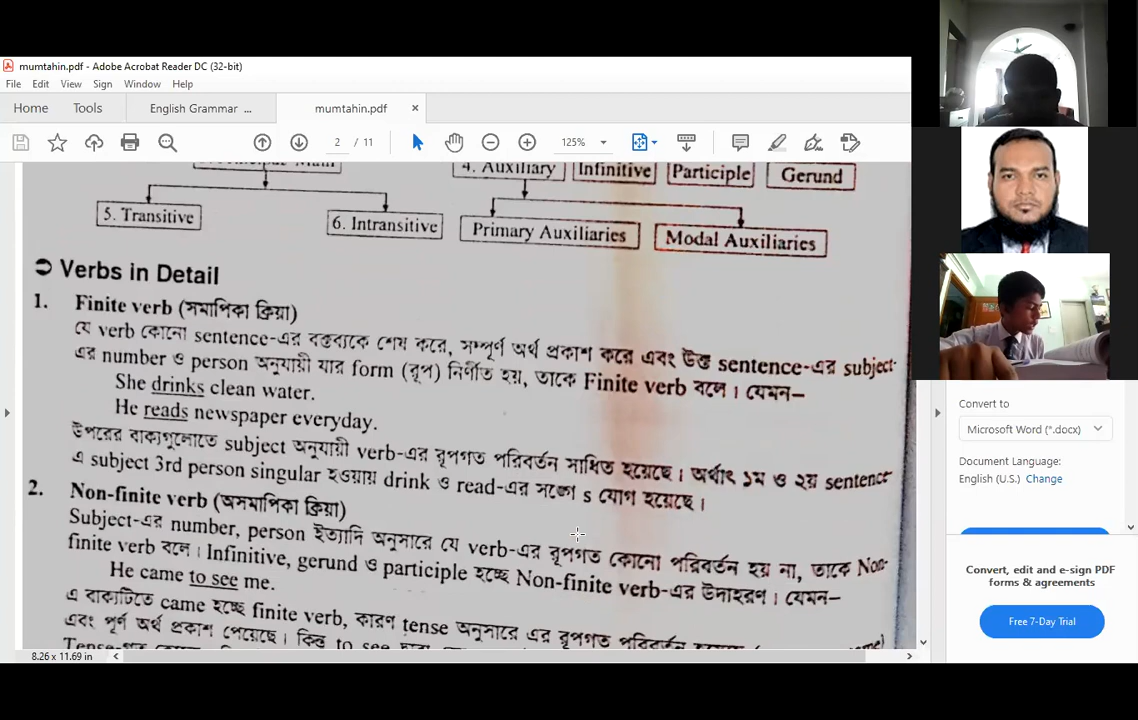 mumtahin.pdf - Adobe Acrobat Reader DC (32-bit)
File Edit View Sign Window Help
Home Tools English Grammar ... mumtahin.pdf ×
2 / 11 125%
4. Auxiliary Infinitive Participle Gerund
5. Transitive 6. Intransitive Primary Auxiliaries Modal Auxiliaries
Verbs in Detail
1. Finite verb (সমাপিকা ক্রিয়া)
যে verb কোনো sentence-এর বক্তব্যকে শেষ করে, সম্পূর্ণ অর্থ প্রকাশ করে এবং উক্ত sentence-এর subject-
এর number ও person অনুযায়ী যার form (রূপ) নির্ণীত হয়, তাকে Finite verb বলে। যেমন–
She drinks clean water.
He reads newspaper everyday.
উপরের বাক্যগুলোতে subject অনুযায়ী verb-এর রূপগত পরিবর্তন সাধিত হয়েছে। অর্থাৎ ১ম ও ২য় sentence
এ subject 3rd person singular হওয়ায় drink ও read-এর সঙ্গে s যোগ হয়েছে।
2. Non-finite verb (অসমাপিকা ক্রিয়া)
Subject-এর number, person ইত্যাদি অনুসারে যে verb-এর রূপগত কোনো পরিবর্তন হয় না, তাকে Non-
finite verb বলে। Infinitive, gerund ও participle হচ্ছে Non-finite verb-এর উদাহরণ। যেমন–
He came to see me.
এ বাক্যটিতে came হচ্ছে finite verb, কারণ tense অনুসারে এর রূপগত পরিবর্তন
এবং পূর্ণ অর্থ প্রকাশ পেয়েছে। কিন্তু to see
8.26 x 11.69 in
Convert to
Microsoft Word (*.docx)
Document Language:
English (U.S.) Change
Convert, edit and e-sign PDF
forms & agreements
Free 7-Day Trial